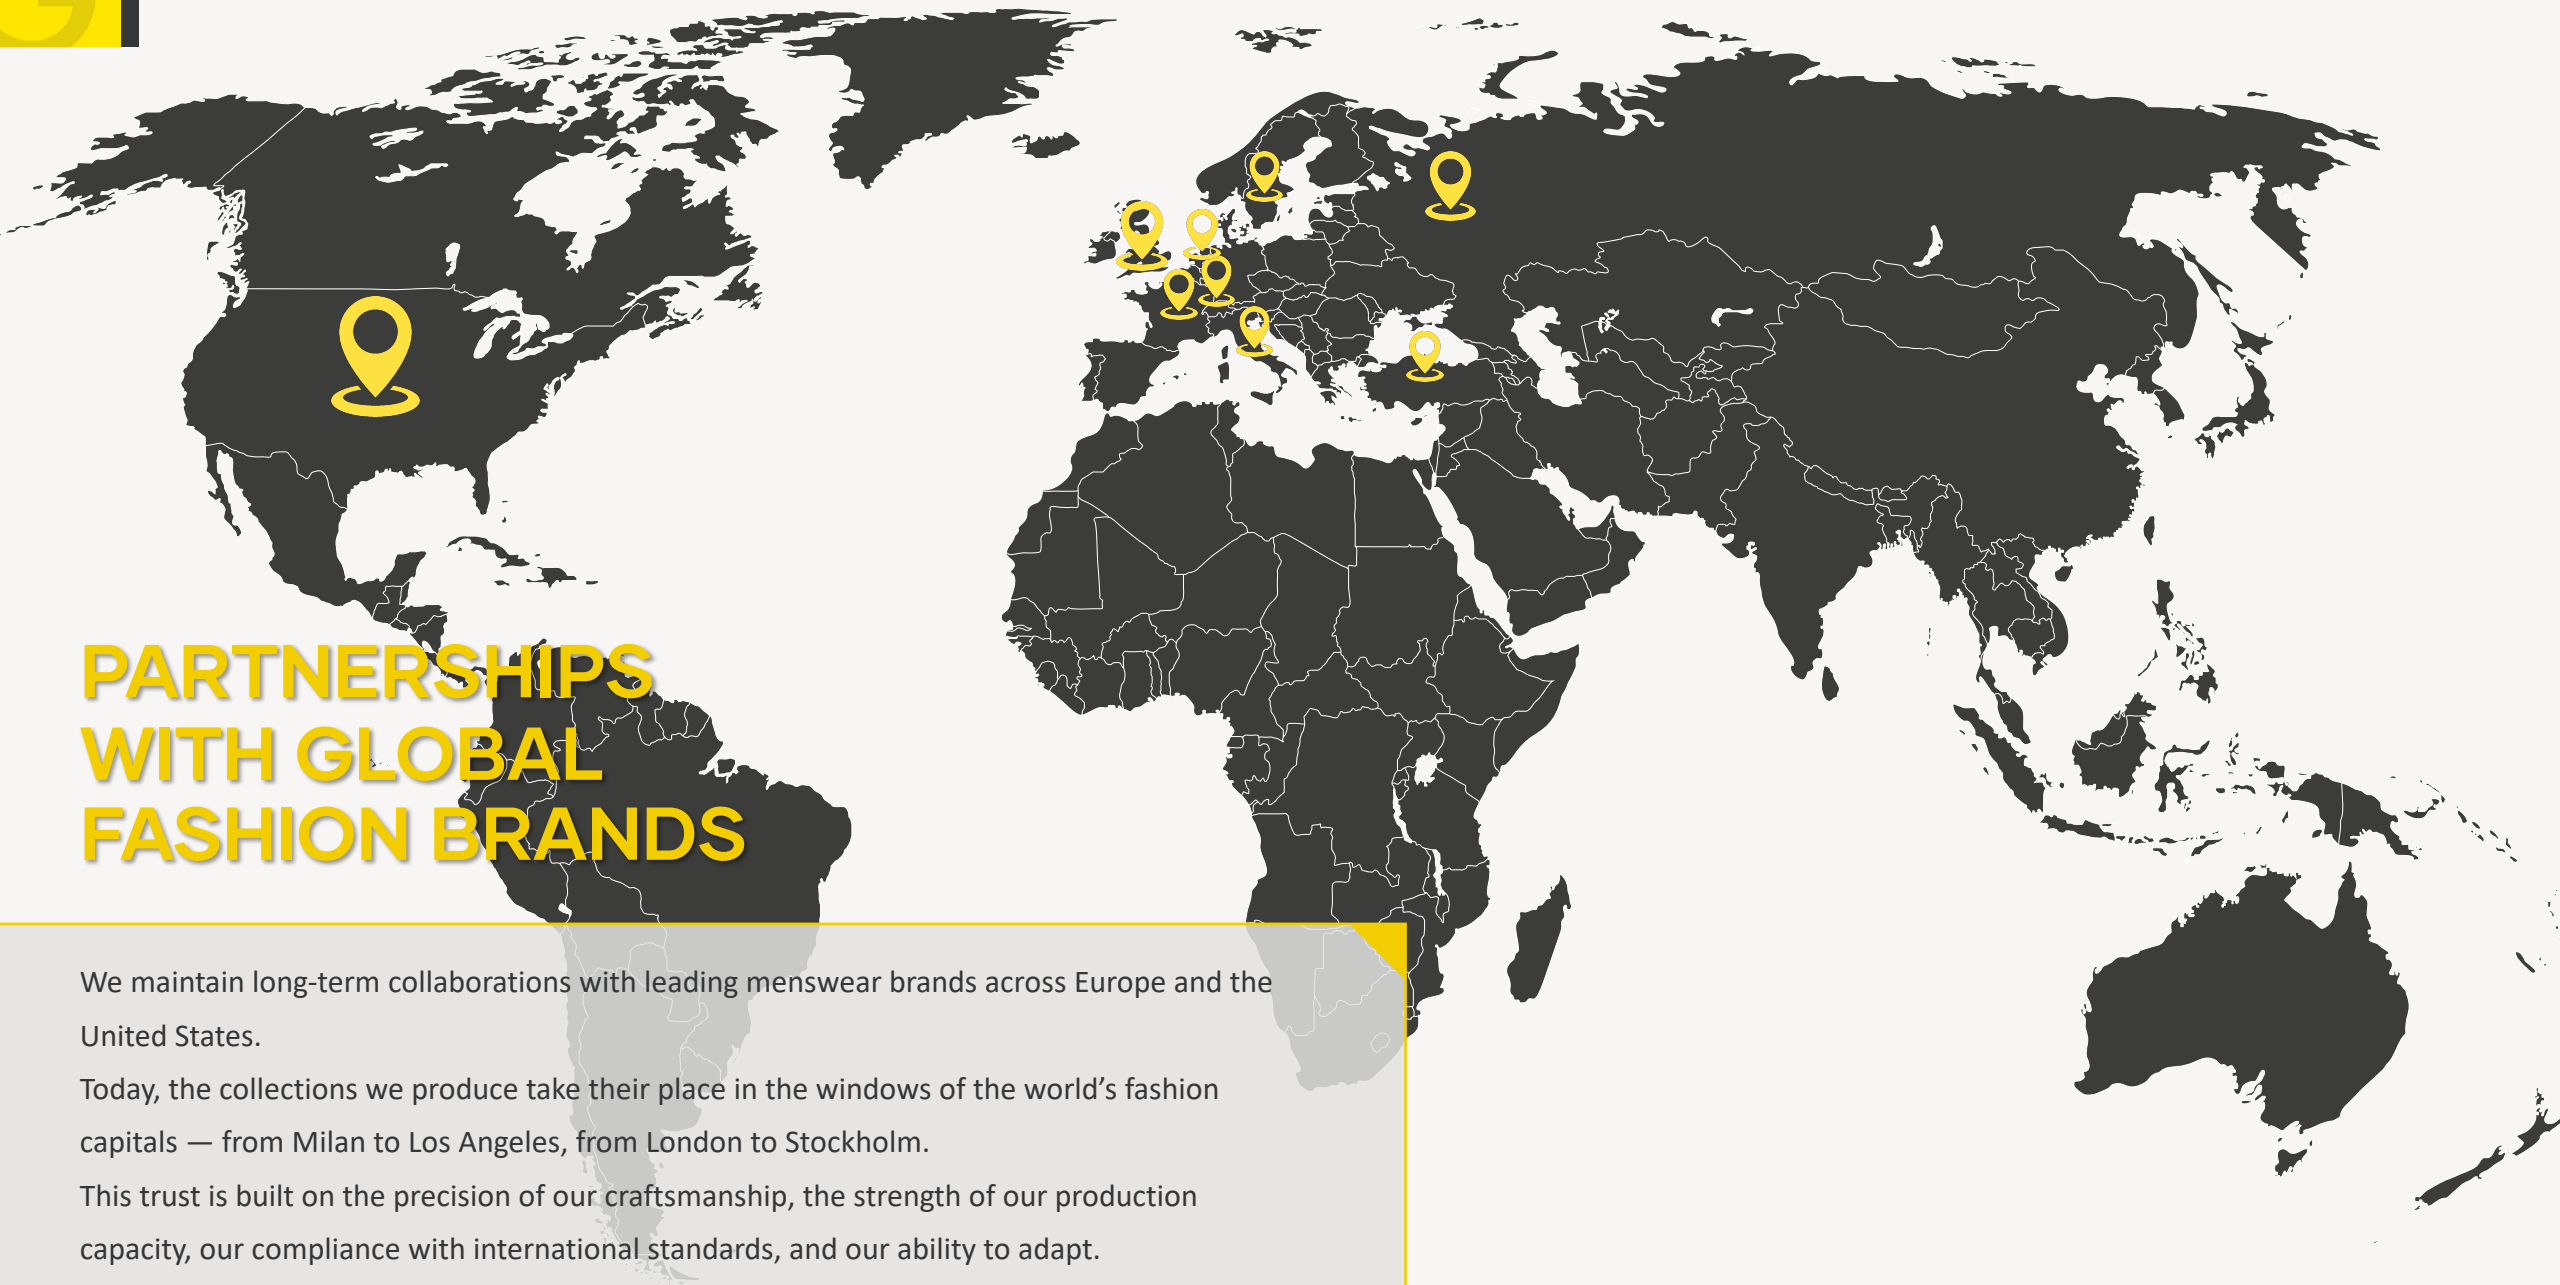 PARTNERSHIPS
WITH GLOBAL
FASHION BRANDS
We maintain long-term collaborations with leading menswear brands across Europe and the
United States.
Today, the collections we produce take their place in the windows of the world’s fashion
capitals — from Milan to Los Angeles, from London to Stockholm.
This trust is built on the precision of our craftsmanship, the strength of our production
capacity, our compliance with international standards, and our ability to adapt.